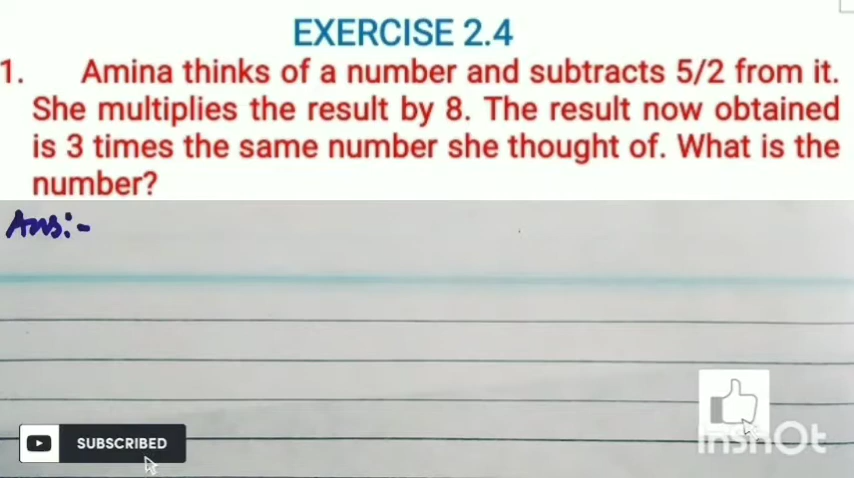 EXERCISE 2.4
1. Amina thinks of a number and subtracts 5/2 from it.
She multiplies the result by 8. The result now obtained
is 3 times the same number she thought of. What is the
number?
Ans:-
SUBSCRIBED
InShOt